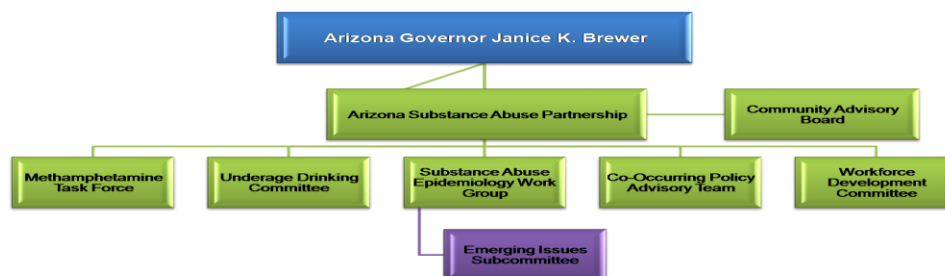 Arizona Governor Janice K. Brewer
Arizona Substance Abuse Partnership
Community Advisory
Board
Methamphetamine
Task Force
Underage Drinking
Committee
Substance Abuse
Epidemiology Work
Group
Co-Occurring Policy
Advisory Team
Workforce
Development
Committee
Emerging Issues
Subcommittee